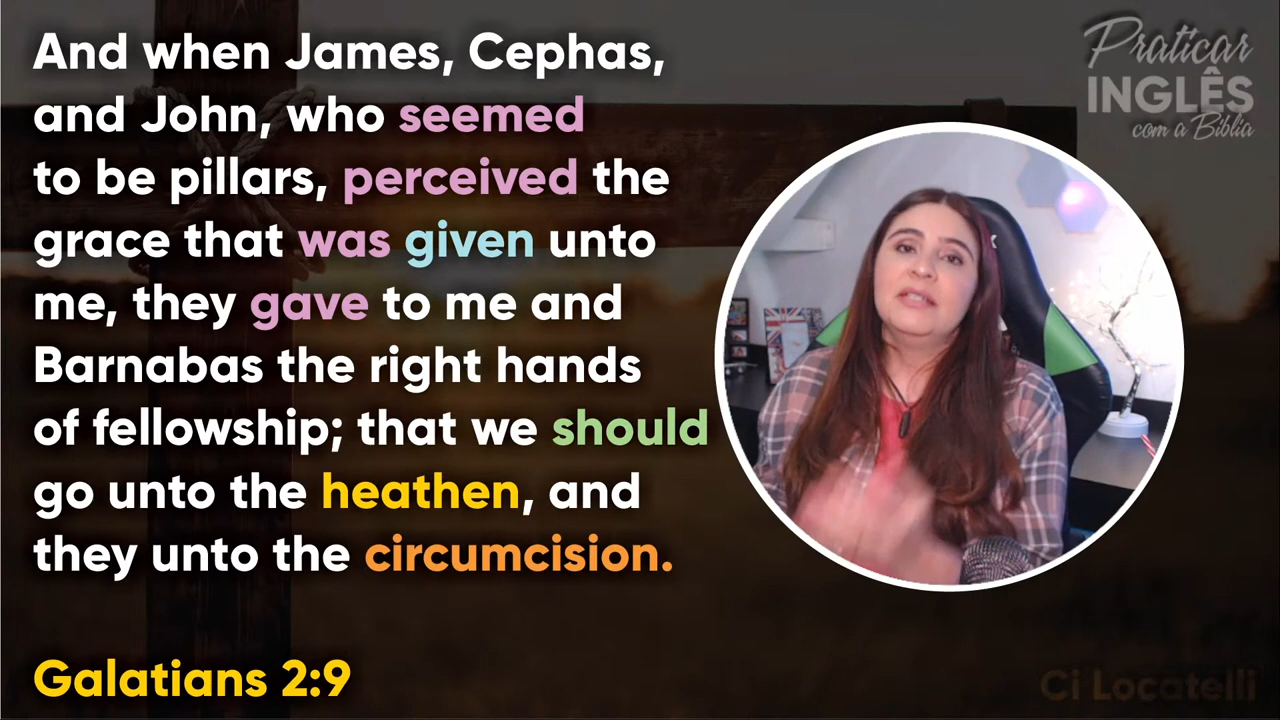 And when James, Cephas,
and John, who seemed
to be pillars, perceived the
grace that was given unto
me, they gave to me and
Barnabas the right hands
of fellowship; that we should
go unto the heathen, and
they unto the circumcision.
Galatians 2:9
Praticar
INGLÊS
com a Bíblia
Ci Locatelli